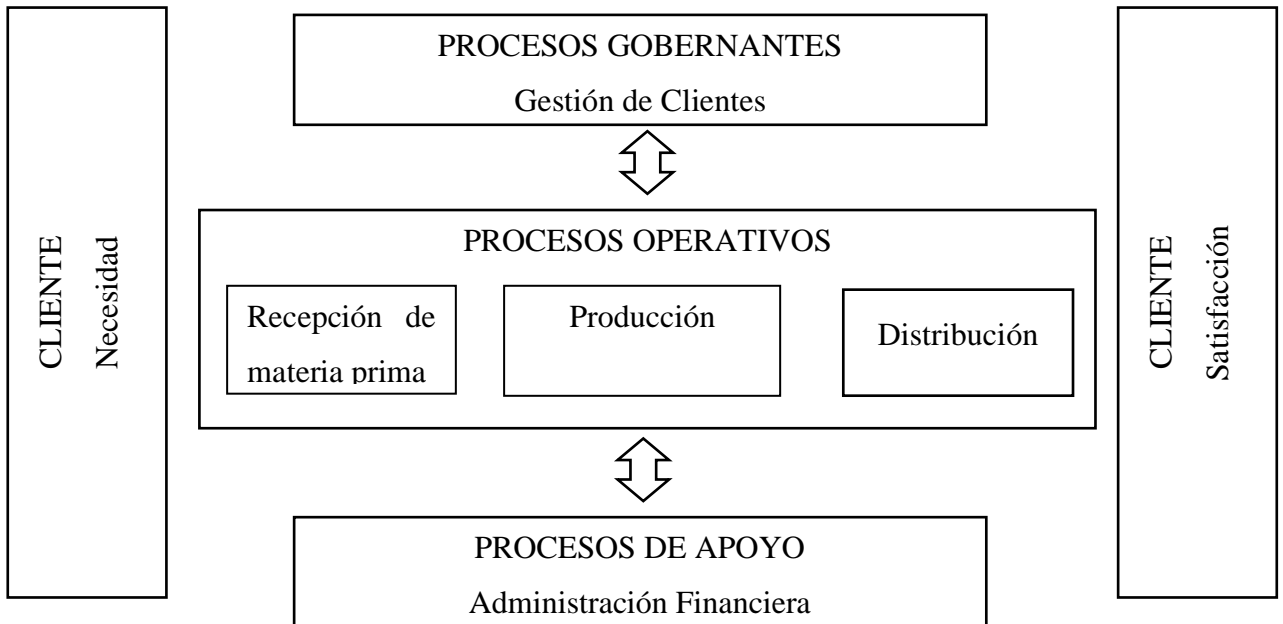 CLIENTE
Necesidad
PROCESOS GOBERNANTES
Gestión de Clientes
PROCESOS OPERATIVOS
Recepción de
materia prima
Producción
Distribución
PROCESOS DE APOYO
Administración Financiera
CLIENTE
Satisfacción